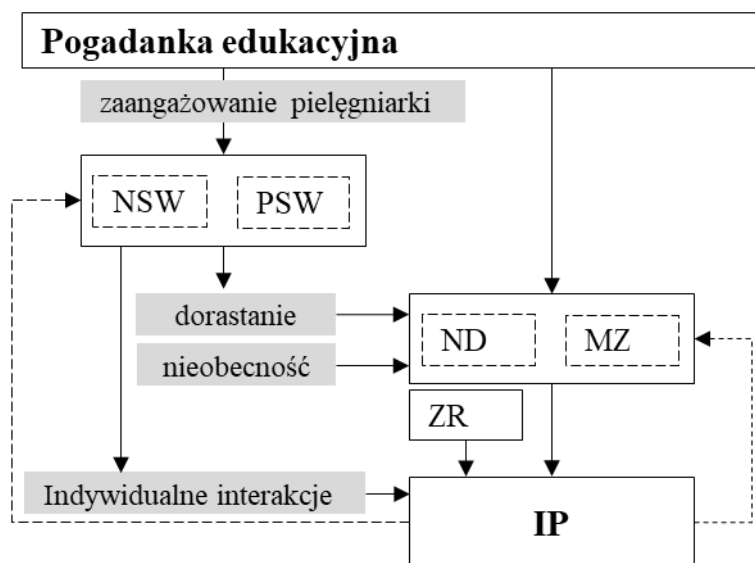 Pogadanka edukacyjna
zaangażowanie pielęgniarki
NSW PSW
dorastanie
ND MZ
nieobecność
ZR
Indywidualne interakcje
IP